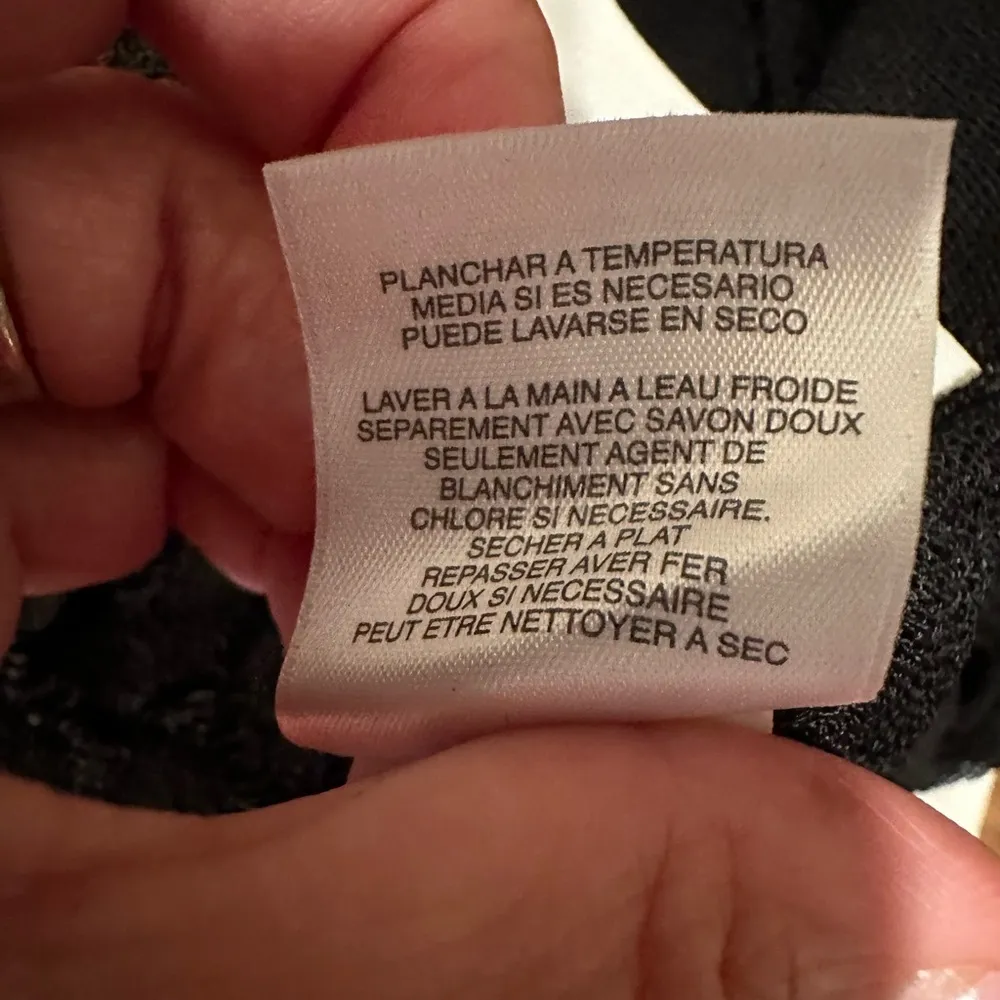 PLANCHAR A TEMPERATURA
MEDIA SI ES NECESARIO
PUEDE LAVARSE EN SECO
LAVER A LA MAIN A LEAU FROIDE
SEPAREMENT AVEC SAVON DOUX
SEULEMENT AGENT DE
BLANCHIMENT SANS
CHLORE SI NECESSAIRE.
SECHER A PLAT
REPASSER AVER FER
DOUX SI NECESSAIRE
PEUT ETRE NETTOYER A SEC